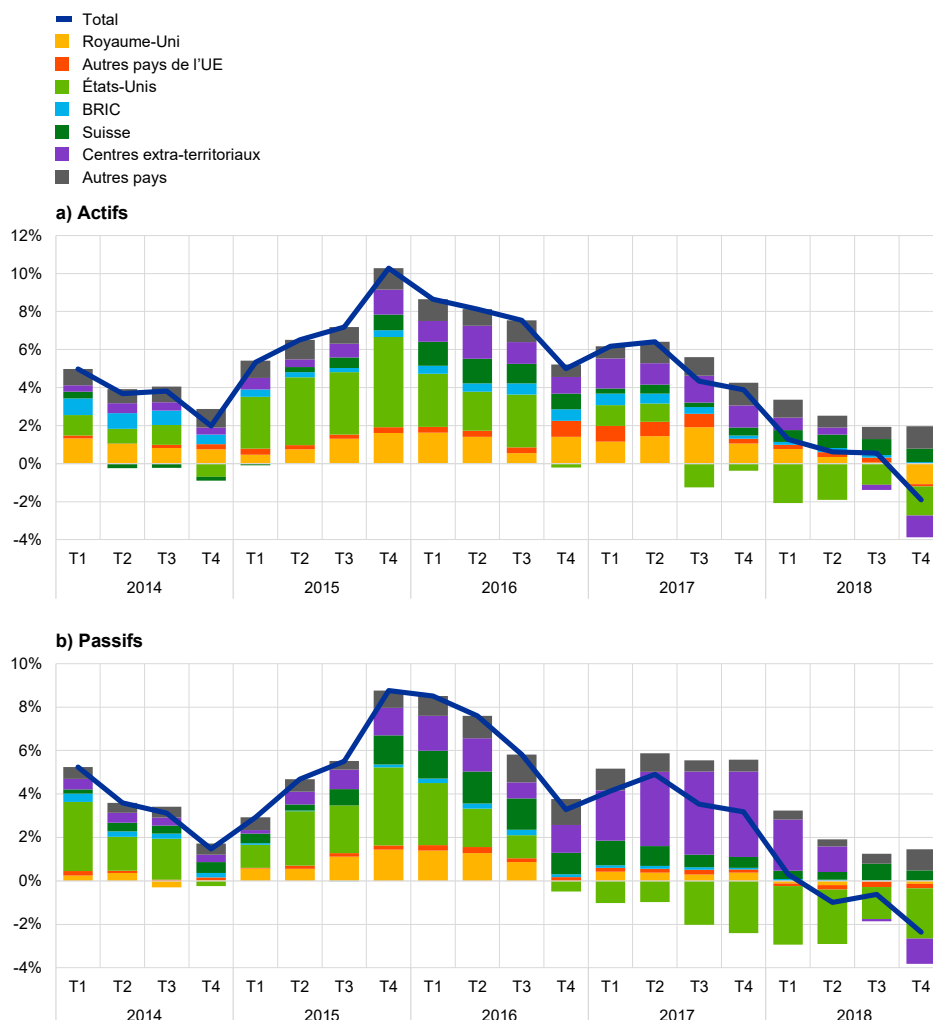 Total
Royaume-Uni
Autres pays de l’UE
États-Unis
BRIC
Suisse
Centres extra-territoriaux
Autres pays
a) Actifs
12%
10%
8%
6%
4%
2%
0%
-2%
-4%
T1 T2 T3 T4 T1 T2 T3 T4 T1 T2 T3 T4 T1 T2 T3 T4 T1 T2 T3 T4
2014 2015 2016 2017 2018
b) Passifs
10%
8%
6%
4%
2%
0%
-2%
-4%
T1 T2 T3 T4 T1 T2 T3 T4 T1 T2 T3 T4 T1 T2 T3 T4 T1 T2 T3 T4
2014 2015 2016 2017 2018